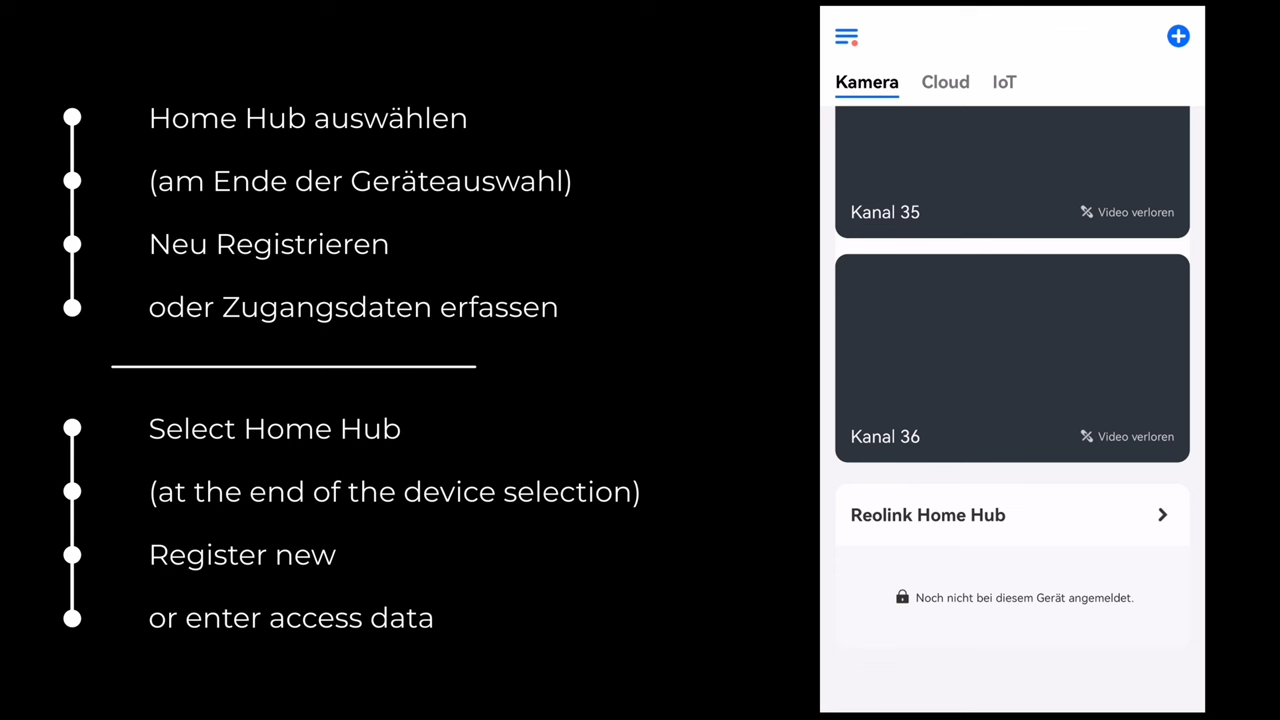 Home Hub auswählen
(am Ende der Geräteauswahl)
Neu Registrieren
oder Zugangsdaten erfassen
Select Home Hub
(at the end of the device selection)
Register new
or enter access data
Kamera Cloud IoT
Kanal 35 Video verloren
Kanal 36 Video verloren
Reolink Home Hub
Noch nicht bei diesem Gerät angemeldet.